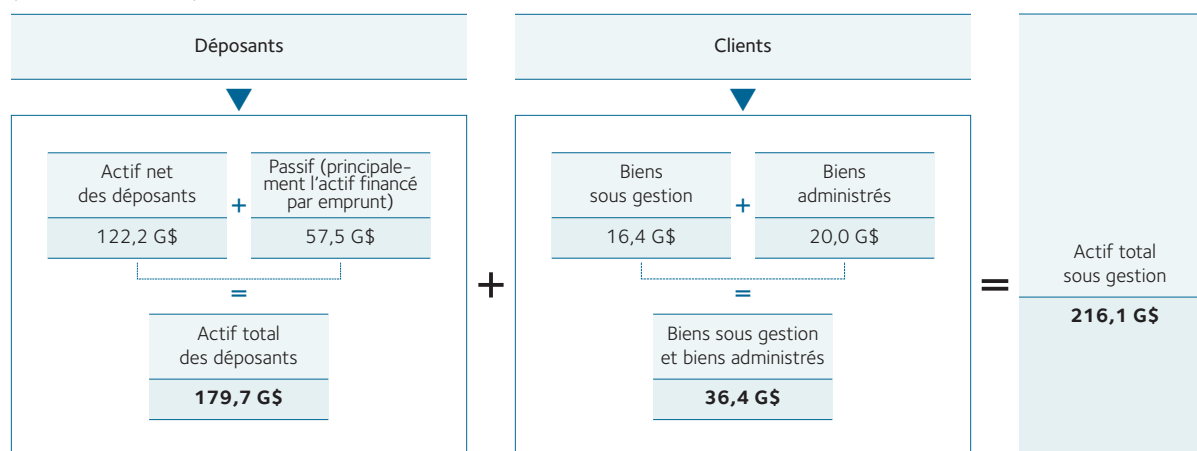 Déposants
Actif net
des déposants
+
Passif (principale-
ment l'actif financé
par emprunt)
122,2 G$
57,5 G$
=
Actif total
des déposants
179,7 G$
+
Clients
Biens
sous gestion
+
Biens
administrés
16,4 G$
20,0 G$
=
Biens sous gestion
et biens administrés
36,4 G$
=
Actif total
sous gestion
216,1 G$